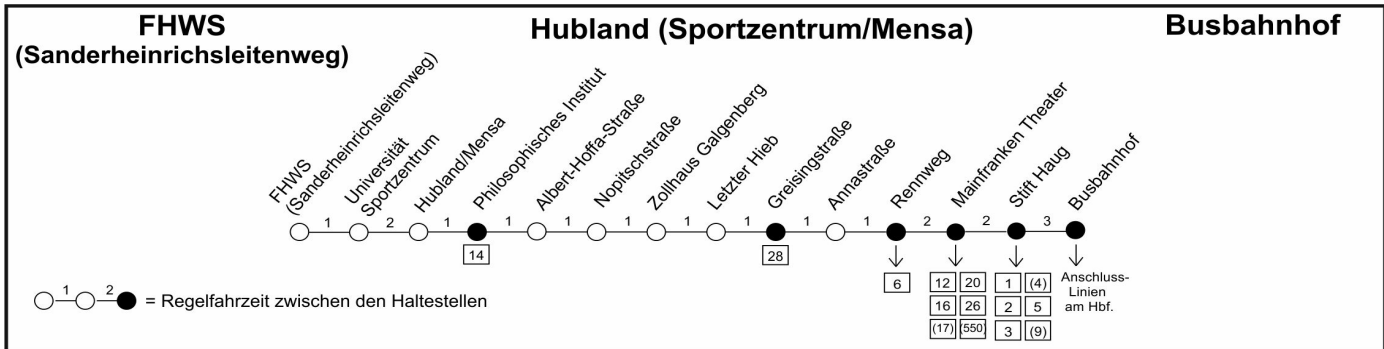 FHWS
(Sanderheinrichsleitenweg)
Hubland (Sportzentrum/Mensa)
Busbahnhof
FHWS
(Sanderheinrichsleitenweg)
Universität
Sportzentrum
Hubland/Mensa
Philosophisches Institut
Albert-Hoffa-Straße
Nopitschstraße
Zollhaus Galgenberg
Letzter Hieb
Greisingstraße
Annastraße
Rennweg
Mainfranken Theater
Stift Haug
Busbahnhof
1 2 1 1 1 1 1 1 1 1 2 2 3
14
28
6
12 20
16 26
(17) (550)
1 (4)
2 5
3 (9)
Anschluss-
Linien
am Hbf.
1 2 = Regelfahrzeit zwischen den Haltestellen